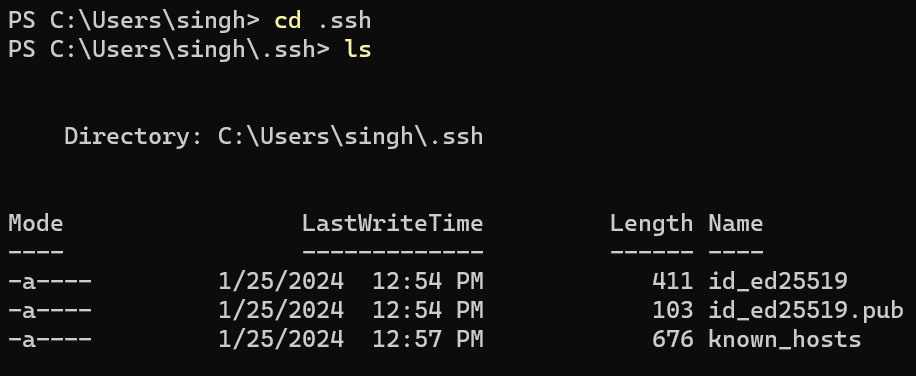 PS C:\Users\singh> cd .ssh
PS C:\Users\singh\.ssh> ls
    Directory: C:\Users\singh\.ssh
Mode                 LastWriteTime         Length Name
----                 -------------         ------ ----
-a----         1/25/2024  12:54 PM            411 id_ed25519
-a----         1/25/2024  12:54 PM            103 id_ed25519.pub
-a----         1/25/2024  12:57 PM            676 known_hosts